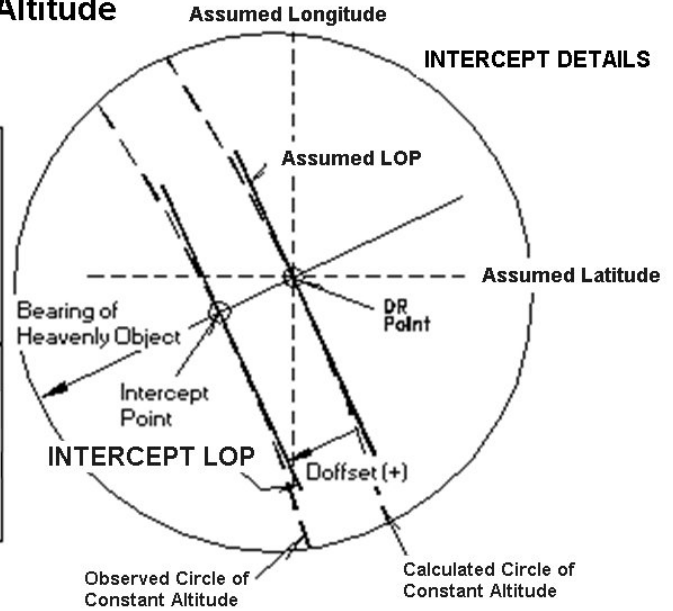 Altitude
Assumed Longitude
INTERCEPT DETAILS
Assumed LOP
Assumed Latitude
DR
Point
Bearing of
Heavenly Object
Intercept
Point
INTERCEPT LOP
Doffset (+)
Observed Circle of
Constant Altitude
Calculated Circle of
Constant Altitude